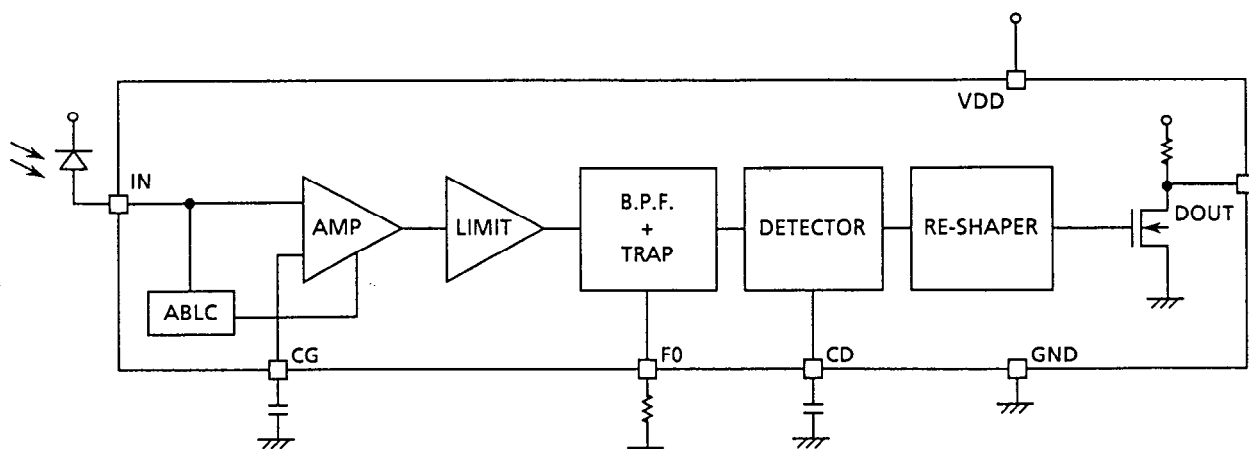 VDD
IN
AMP
LIMIT
B.P.F.
+
TRAP
DETECTOR
RE-SHAPER
DOUT
ABLC
CG
F0
CD
GND